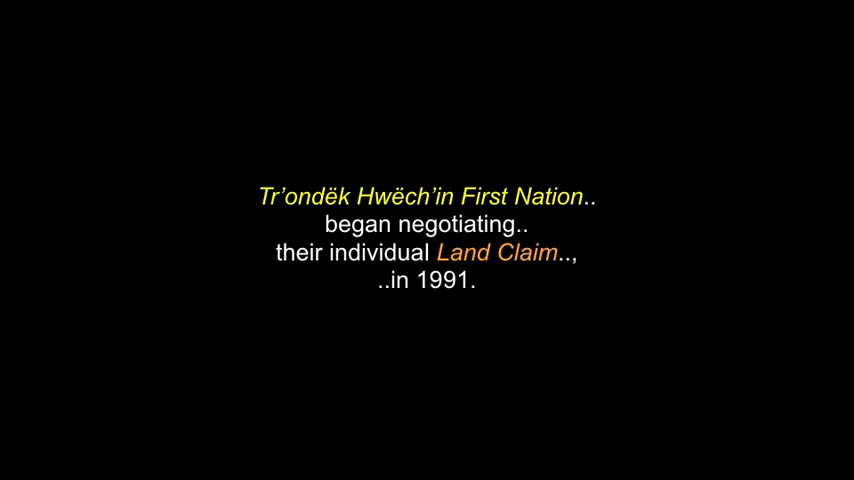 Tr’ondëk Hwëch’in First Nation..
began negotiating..
their individual Land Claim..,
..in 1991.